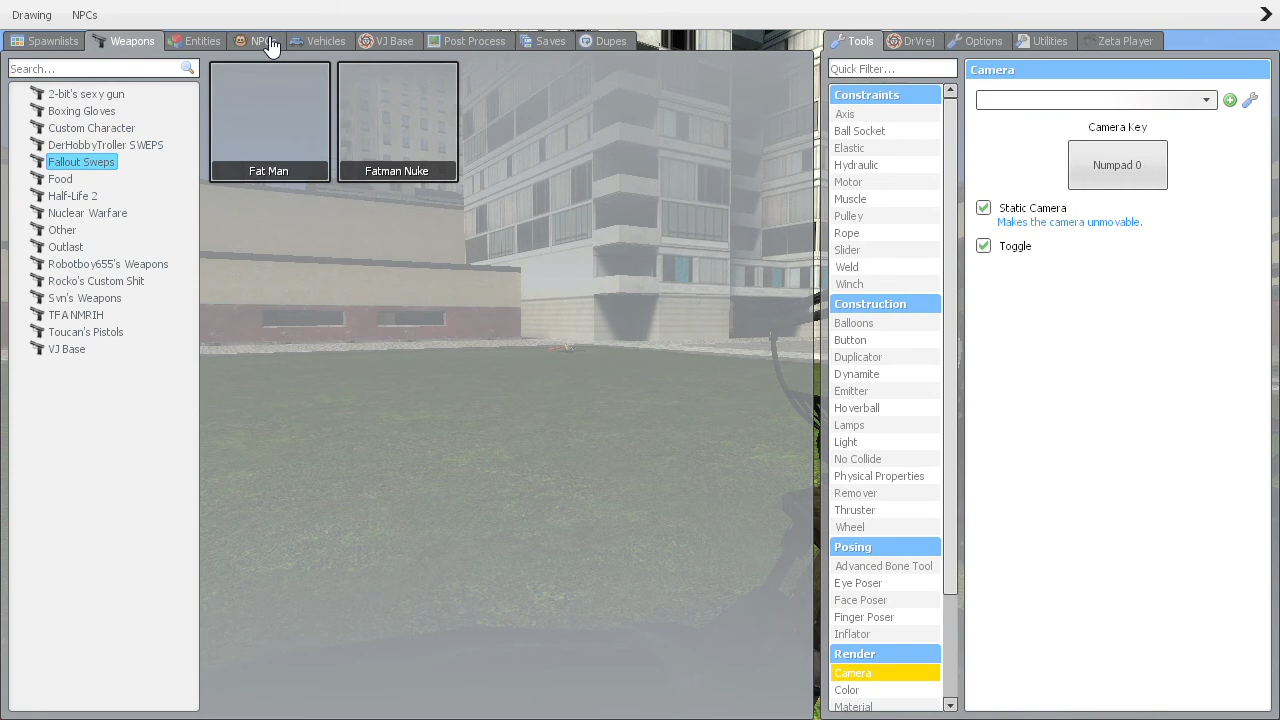 Drawing NPCs
Spawnlists Weapons Entities NPCs Vehicles VJ Base Post Process Saves Dupes
Tools DrVrej Options Utilities Zeta Player
Search...
2-bit's sexy gun
Boxing Gloves
Custom Character
DerHobbyTroller SWEPS
Fallout Sweps
Food
Half-Life 2
Nuclear Warfare
Other
Outlast
Robotboy655's Weapons
Rocko's Custom Shit
Svn's Weapons
TFA NMRIH
Toucan's Pistols
VJ Base
Fat Man
Fatman Nuke
Quick Filter...
Constraints
Axis
Ball Socket
Elastic
Hydraulic
Motor
Muscle
Pulley
Rope
Slider
Weld
Winch
Construction
Balloons
Button
Duplicator
Dynamite
Emitter
Hoverball
Lamps
Light
No Collide
Physical Properties
Remover
Thruster
Wheel
Posing
Advanced Bone Tool
Eye Poser
Face Poser
Finger Poser
Inflator
Render
Camera
Color
Material
Camera
Camera Key
Numpad 0
Static Camera
Makes the camera unmovable.
Toggle